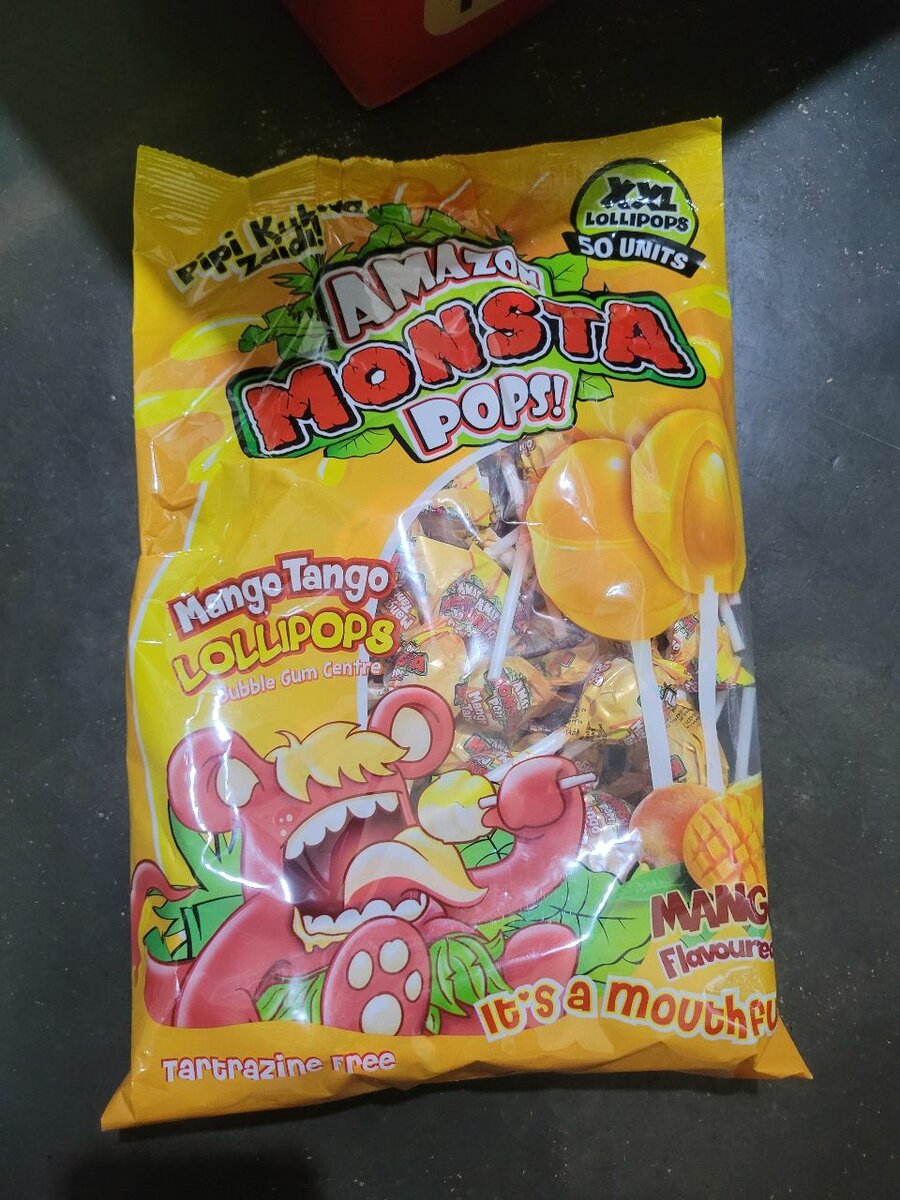 Pipi Kubwa
Zaidi!
XXL
LOLLIPOPS
50 UNITS
AMAZON
MONSTA
POPS!
Mango Tango
LOLLIPOPS
Bubble Gum Centre
MANG
Flavoured
It's a mouthfu
Tartrazine Free